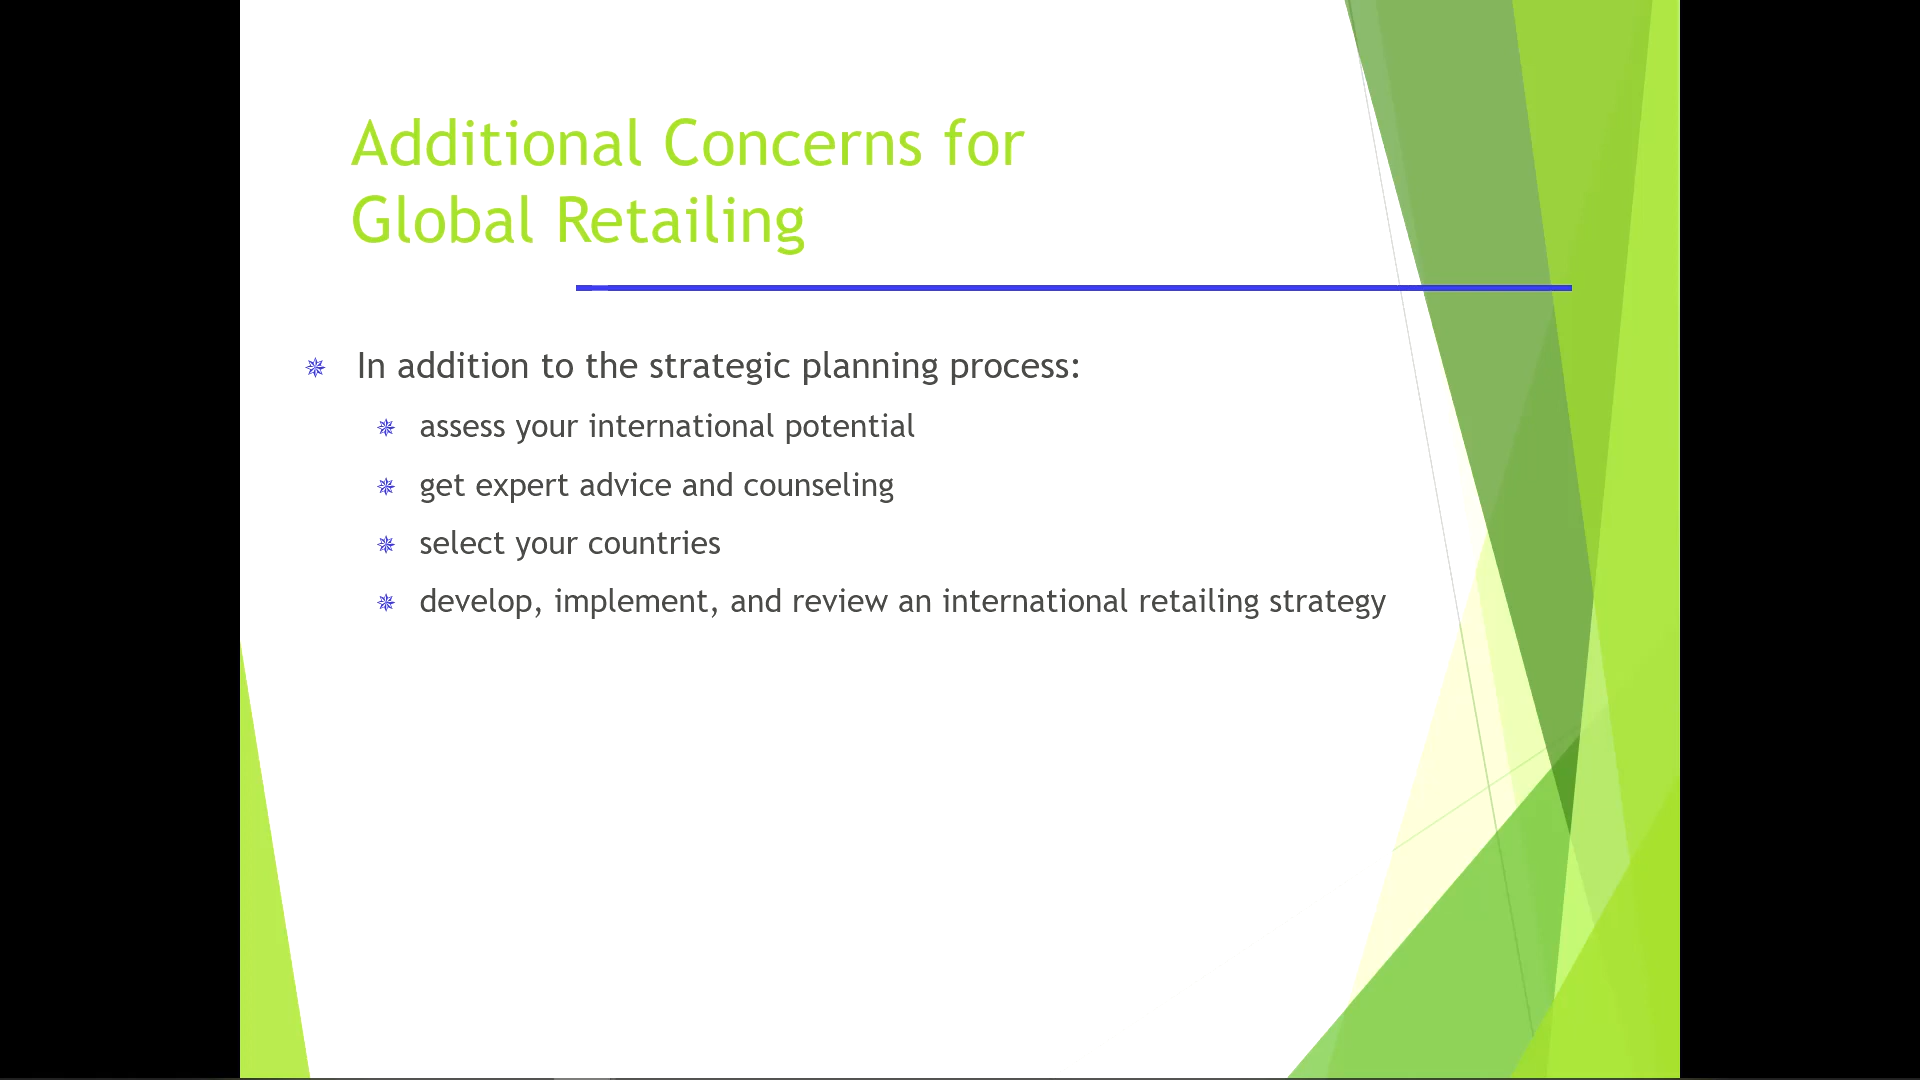 Additional Concerns for
Global Retailing
In addition to the strategic planning process:
assess your international potential
get expert advice and counseling
select your countries
develop, implement, and review an international retailing strategy